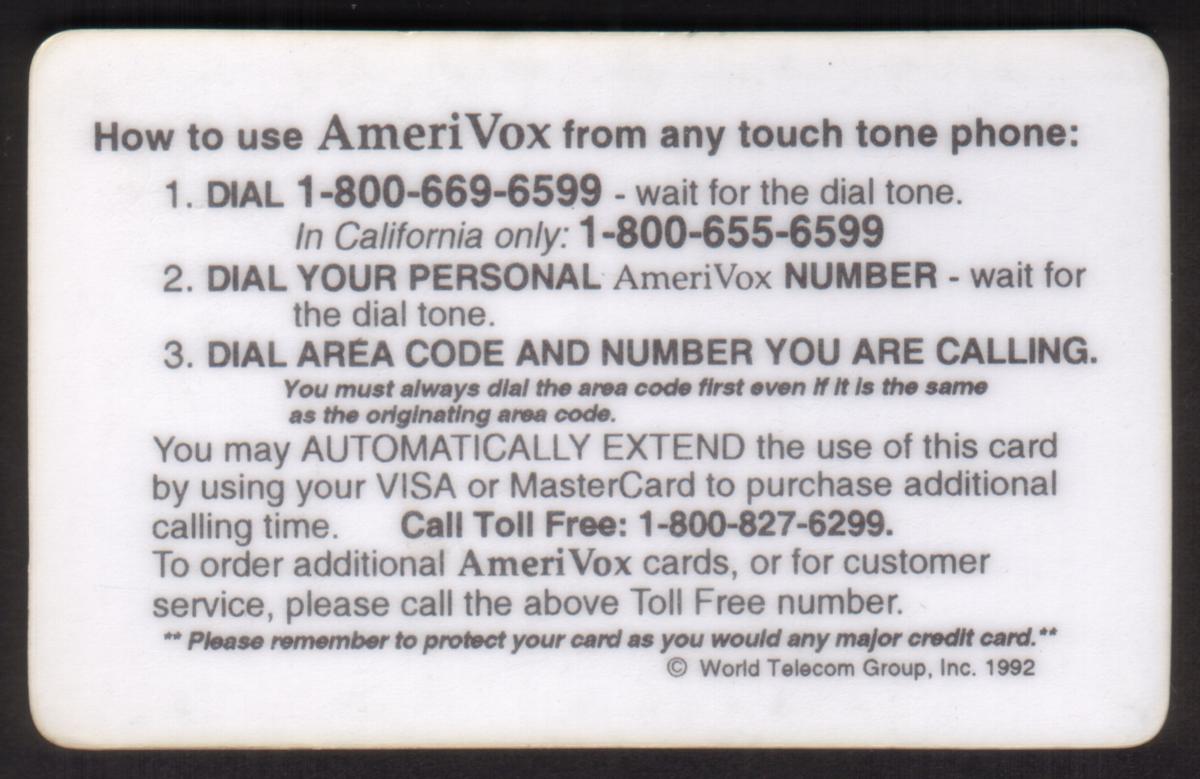 How to use AmeriVox from any touch tone phone:
1. DIAL 1-800-669-6599 - wait for the dial tone.
In California only: 1-800-655-6599
2. DIAL YOUR PERSONAL AmeriVox NUMBER - wait for
the dial tone.
3. DIAL AREA CODE AND NUMBER YOU ARE CALLING.
You must always dial the area code first even if it is the same
as the originating area code.
You may AUTOMATICALLY EXTEND the use of this card
by using your VISA or MasterCard to purchase additional
calling time. Call Toll Free: 1-800-827-6299.
To order additional AmeriVox cards, or for customer
service, please call the above Toll Free number.
** Please remember to protect your card as you would any major credit card.**
© World Telecom Group, Inc. 1992